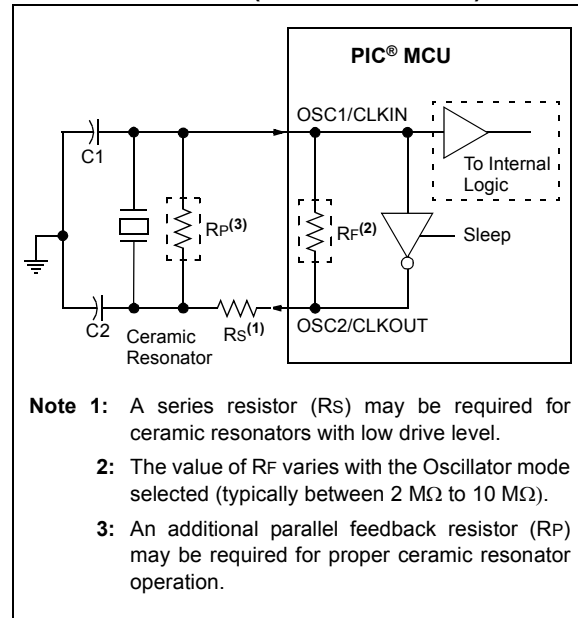 PIC® MCU
OSC1/CLKIN
C1
To Internal
Logic
RP(3)
RF(2)
Sleep
C2
Ceramic
Resonator
RS(1)
OSC2/CLKOUT
Note 1: A series resistor (RS) may be required for
ceramic resonators with low drive level.
2: The value of RF varies with the Oscillator mode
selected (typically between 2 MΩ to 10 MΩ).
3: An additional parallel feedback resistor (RP)
may be required for proper ceramic resonator
operation.